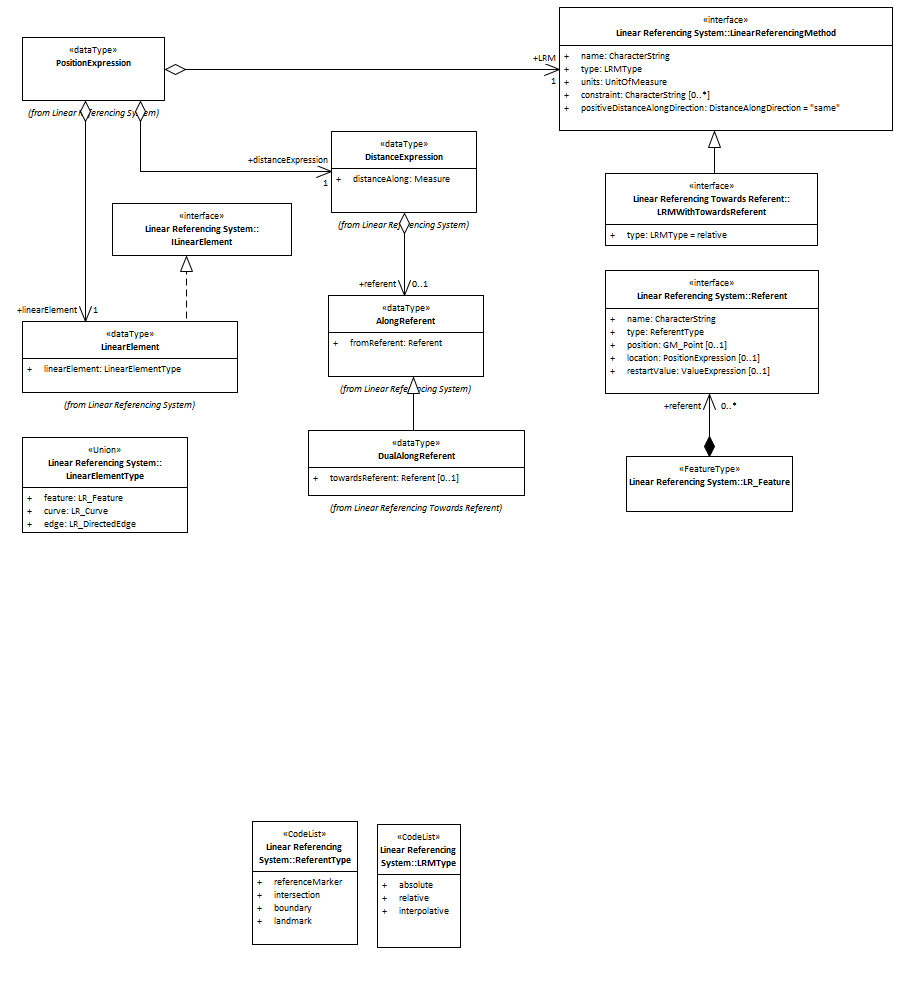 «dataType»
PositionExpression
(from Linear Referencing System)
+LRM
1
«interface»
Linear Referencing System::LinearReferencingMethod
+ name: CharacterString
+ type: LRMType
+ units: UnitOfMeasure
+ constraint: CharacterString [0..*]
+ positiveDistanceAlongDirection: DistanceAlongDirection = "same"
+distanceExpression
1
«dataType»
DistanceExpression
+ distanceAlong: Measure
(from Linear Referencing System)
«interface»
Linear Referencing Towards Referent::
LRMWithTowardsReferent
+ type: LRMType = relative
«interface»
Linear Referencing System::
ILinearElement
+linearElement
1
«dataType»
LinearElement
+ linearElement: LinearElementType
(from Linear Referencing System)
+referent
0..1
«dataType»
AlongReferent
+ fromReferent: Referent
(from Linear Referencing System)
«interface»
Linear Referencing System::Referent
+ name: CharacterString
+ type: ReferentType
+ position: GM_Point [0..1]
+ location: PositionExpression [0..1]
+ restartValue: ValueExpression [0..1]
+referent
0..*
«Union»
Linear Referencing System::
LinearElementType
+ feature: LR_Feature
+ curve: LR_Curve
+ edge: LR_DirectedEdge
«dataType»
DualAlongReferent
+ towardsReferent: Referent [0..1]
(from Linear Referencing Towards Referent)
«FeatureType»
Linear Referencing System::LR_Feature
«CodeList»
Linear Referencing
System::ReferentType
+ referenceMarker
+ intersection
+ boundary
+ landmark
«CodeList»
Linear Referencing
System::LRMType
+ absolute
+ relative
+ interpolative